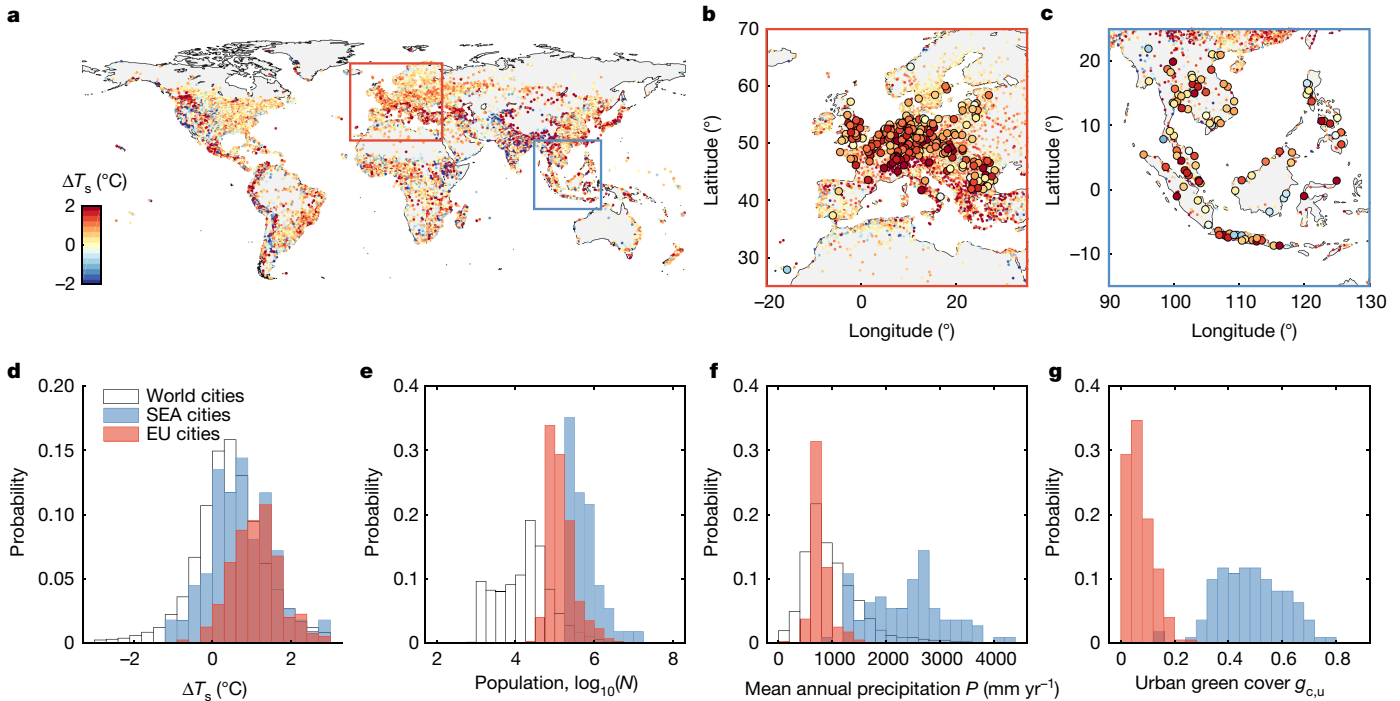 a
ΔTs (°C)
2
0
−2
b
Latitude (°)
70
60
50
40
30
−20
0
20
Longitude (°)
c
Latitude (°)
20
10
0
−10
90
100
110
120
130
Longitude (°)
d
Probability
0.20
0.15
0.10
0.05
0
−2
0
2
ΔTs (°C)
World cities
SEA cities
EU cities
e
Probability
0.4
0.3
0.2
0.1
0
2
4
6
8
Population, log10(N)
f
Probability
0.4
0.3
0.2
0.1
0
0
1000
2000
3000
4000
Mean annual precipitation P (mm yr−1)
g
Probability
0.4
0.3
0.2
0.1
0
0
0.2
0.4
0.6
0.8
Urban green cover gc,u